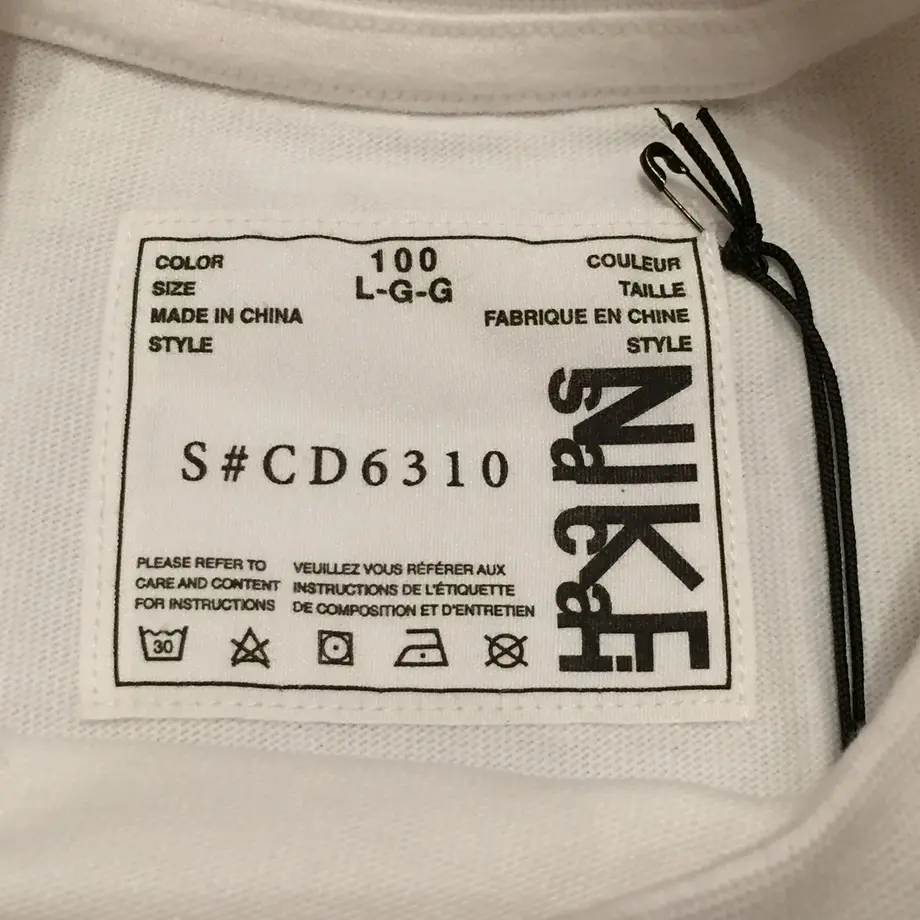 COLOR 100 COULEUR
SIZE L-G-G TAILLE
MADE IN CHINA FABRIQUE EN CHINE
STYLE STYLE
S#CD6310
NIKE
sacai
PLEASE REFER TO
CARE AND CONTENT
FOR INSTRUCTIONS
VEUILLEZ VOUS RÉFÉRER AUX
INSTRUCTIONS DE L'ÉTIQUETTE
DE COMPOSITION ET D'ENTRETIEN
30